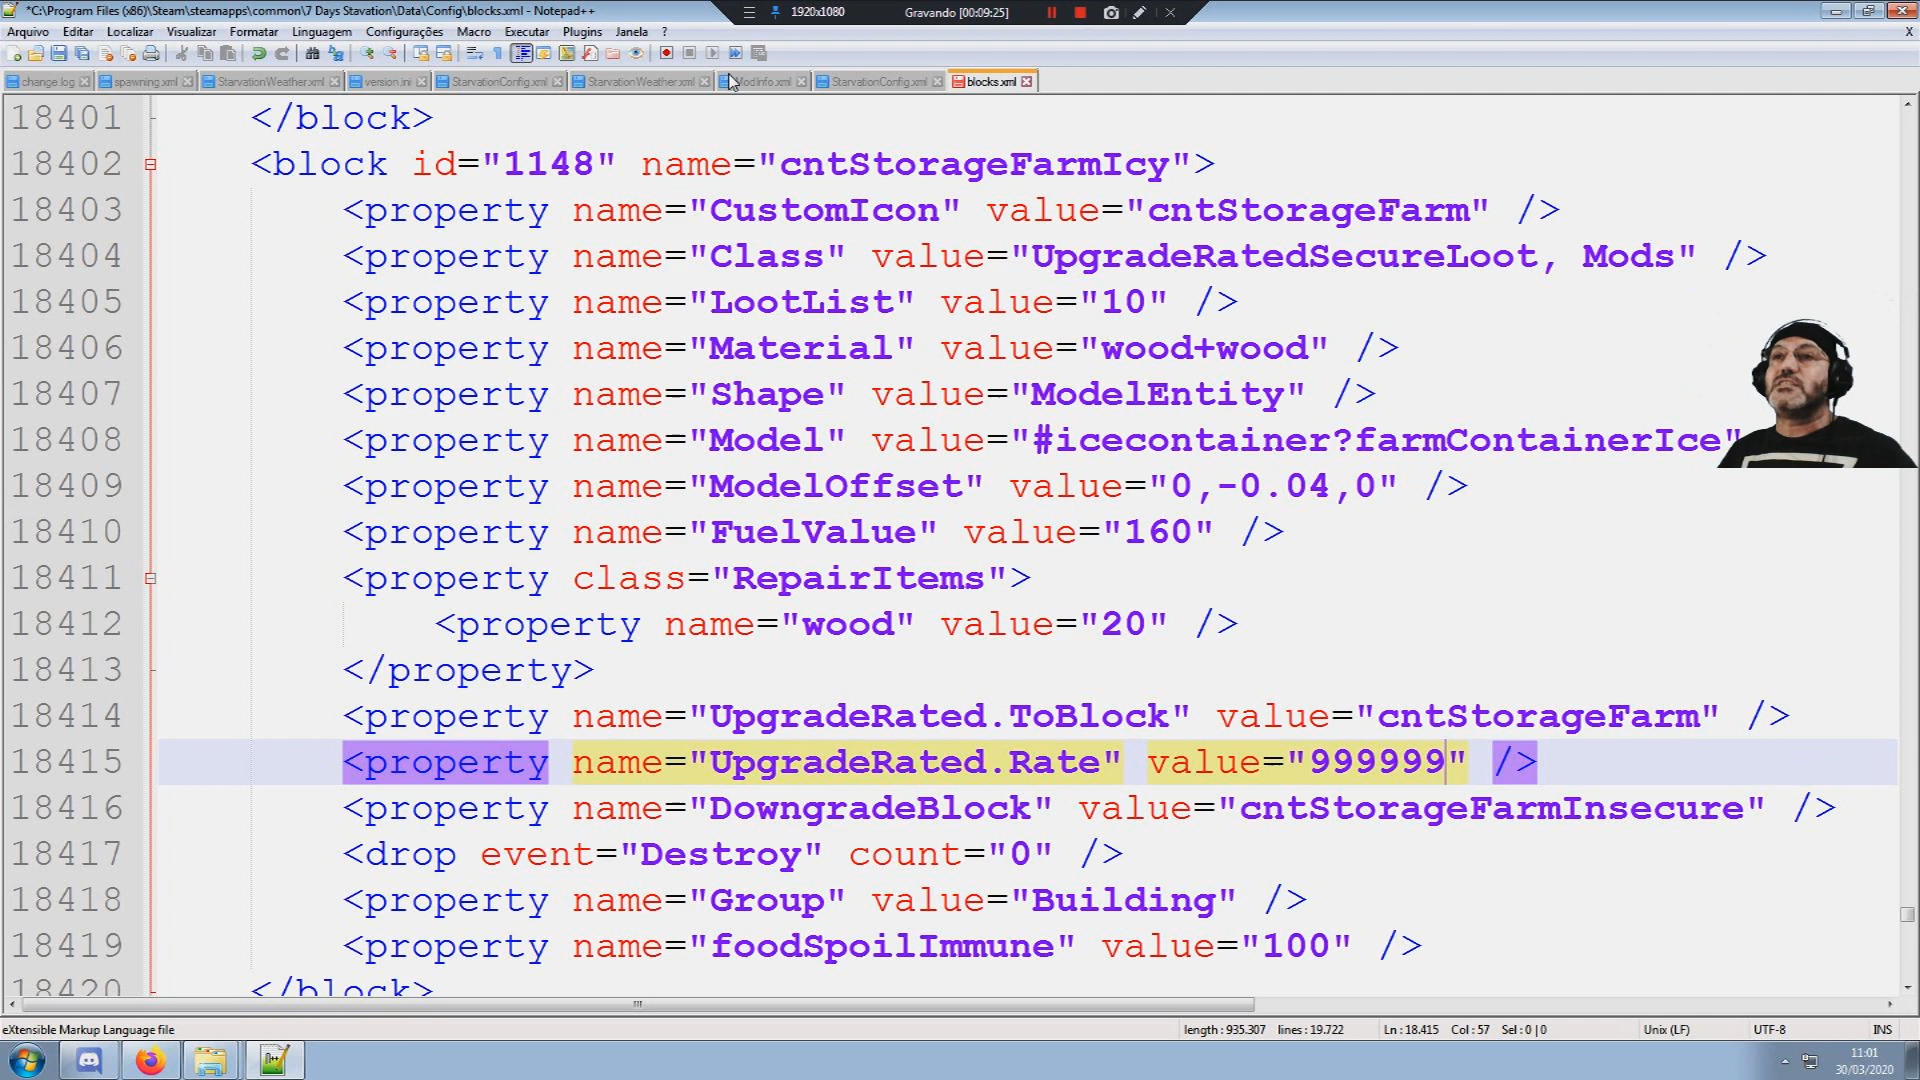 *C:\Program Files (x86)\Steam\steamapps\common\7 Days Stavation\Data\Config\blocks.xml - Notepad++
1920x1080
Gravando [00:09:25]
Arquivo Editar Localizar Visualizar Formatar Linguagem Configurações Macro Executar Plugins Janela ? X
change.log spawning.xml StarvationWeather.xml version.ini StarvationConfig.xml StarvationWeather.xml ModInfo.xml StarvationConfig.xml blocks.xml
18401 </block>
18402 <block id="1148" name="cntStorageFarmIcy">
18403 <property name="CustomIcon" value="cntStorageFarm" />
18404 <property name="Class" value="UpgradeRatedSecureLoot, Mods" />
18405 <property name="LootList" value="10" />
18406 <property name="Material" value="wood+wood" />
18407 <property name="Shape" value="ModelEntity" />
18408 <property name="Model" value="#icecontainer?farmContainerIce"
18409 <property name="ModelOffset" value="0,-0.04,0" />
18410 <property name="FuelValue" value="160" />
18411 <property class="RepairItems">
18412 <property name="wood" value="20" />
18413 </property>
18414 <property name="UpgradeRated.ToBlock" value="cntStorageFarm" />
18415 <property name="UpgradeRated.Rate" value="999999" />
18416 <property name="DowngradeBlock" value="cntStorageFarmInsecure" />
18417 <drop event="Destroy" count="0" />
18418 <property name="Group" value="Building" />
18419 <property name="foodSpoilImmune" value="100" />
18420 </block>
eXtensible Markup Language file length : 935.307 lines : 19.722 Ln : 18.415 Col : 57 Sel : 0 | 0 Unix (LF) UTF-8 INS
11:01
30/03/2020